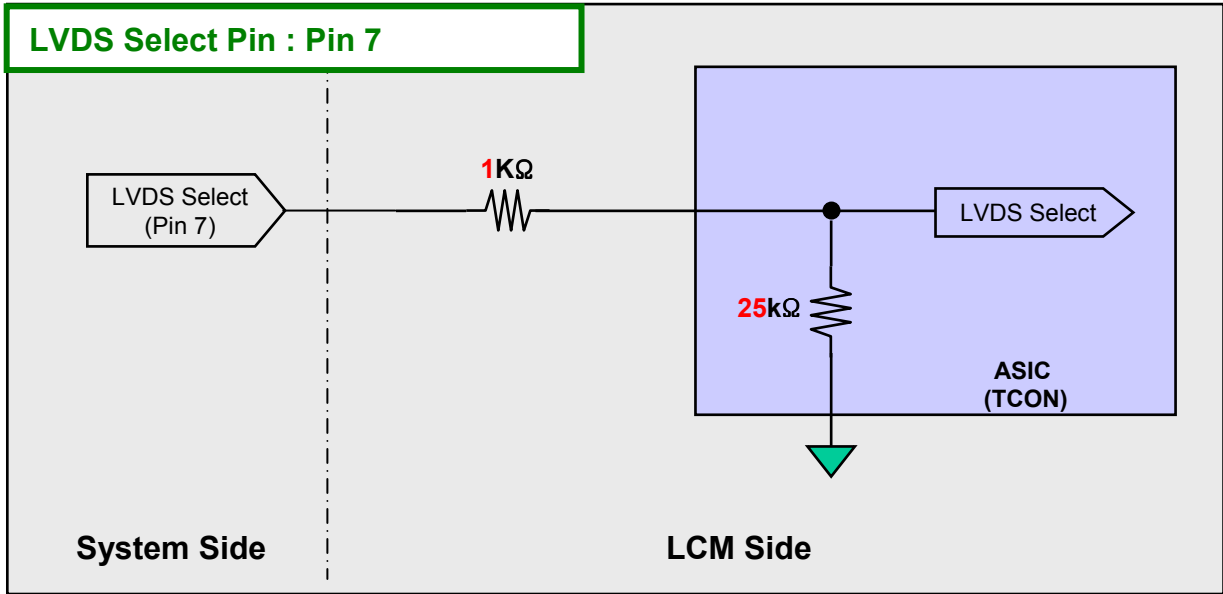 LVDS Select Pin : Pin 7
1KΩ
LVDS Select
(Pin 7)
LVDS Select
25kΩ
ASIC
(TCON)
System Side
LCM Side